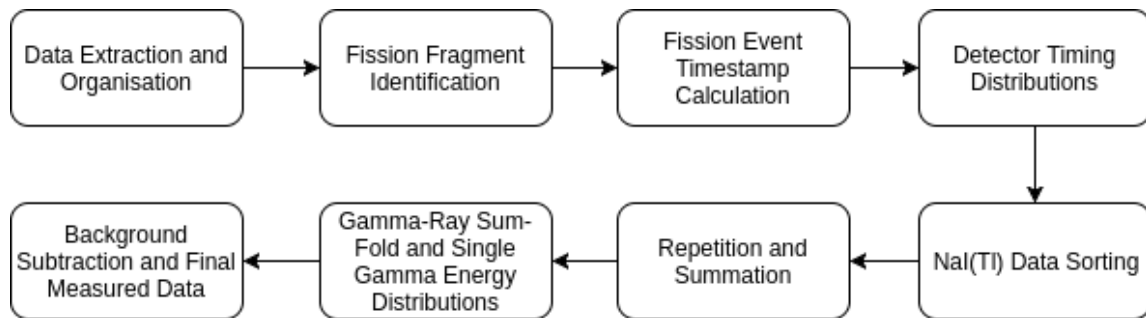 Data Extraction and
Organisation
Fission Fragment
Identification
Fission Event
Timestamp
Calculation
Detector Timing
Distributions
NaI(Tl) Data Sorting
Repetition and
Summation
Gamma-Ray Sum-
Fold and Single
Gamma Energy
Distributions
Background
Subtraction and Final
Measured Data